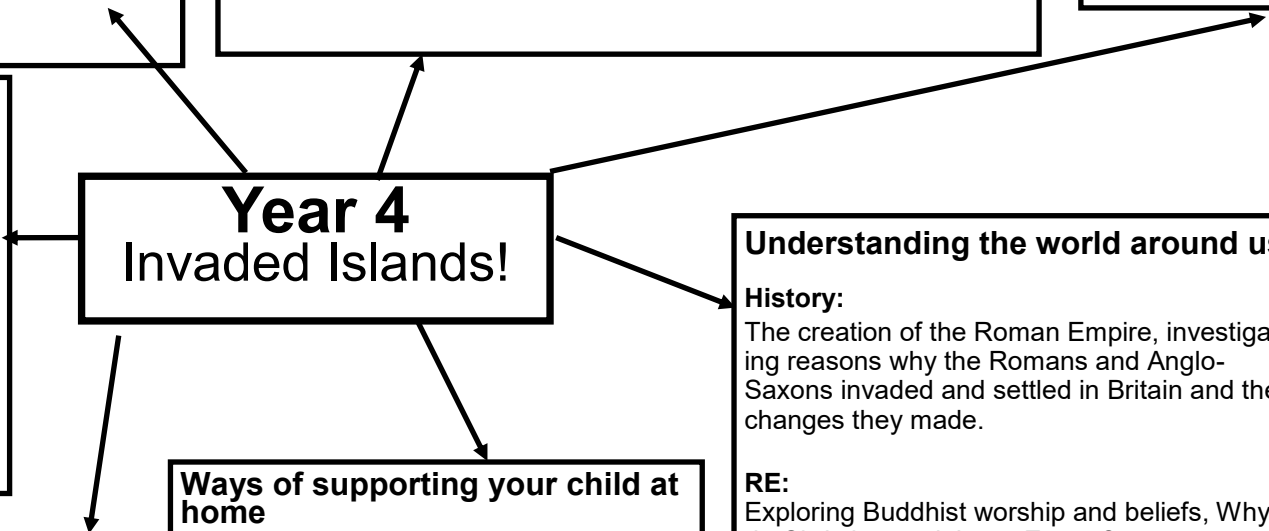 Year 4
Invaded Islands!
Understanding the world around
History:
The creation of the Roman Empire, investiga
ing reasons why the Romans and Anglo-
Saxons invaded and settled in Britain and the
changes they made.
RE:
Exploring Buddhist worship and beliefs, Why
Ways of supporting your child at
home